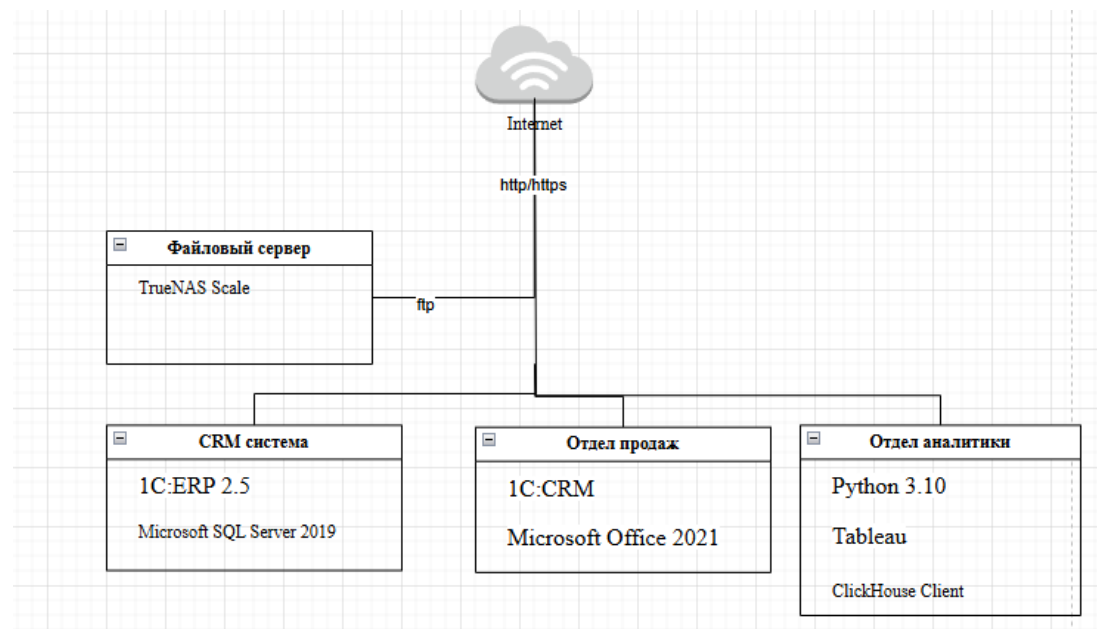 Internet
http/https
Файловый сервер
TrueNAS Scale
ftp
CRM система
1C:ERP 2.5
Microsoft SQL Server 2019
Отдел продаж
1C:CRM
Microsoft Office 2021
Отдел аналитики
Python 3.10
Tableau
ClickHouse Client